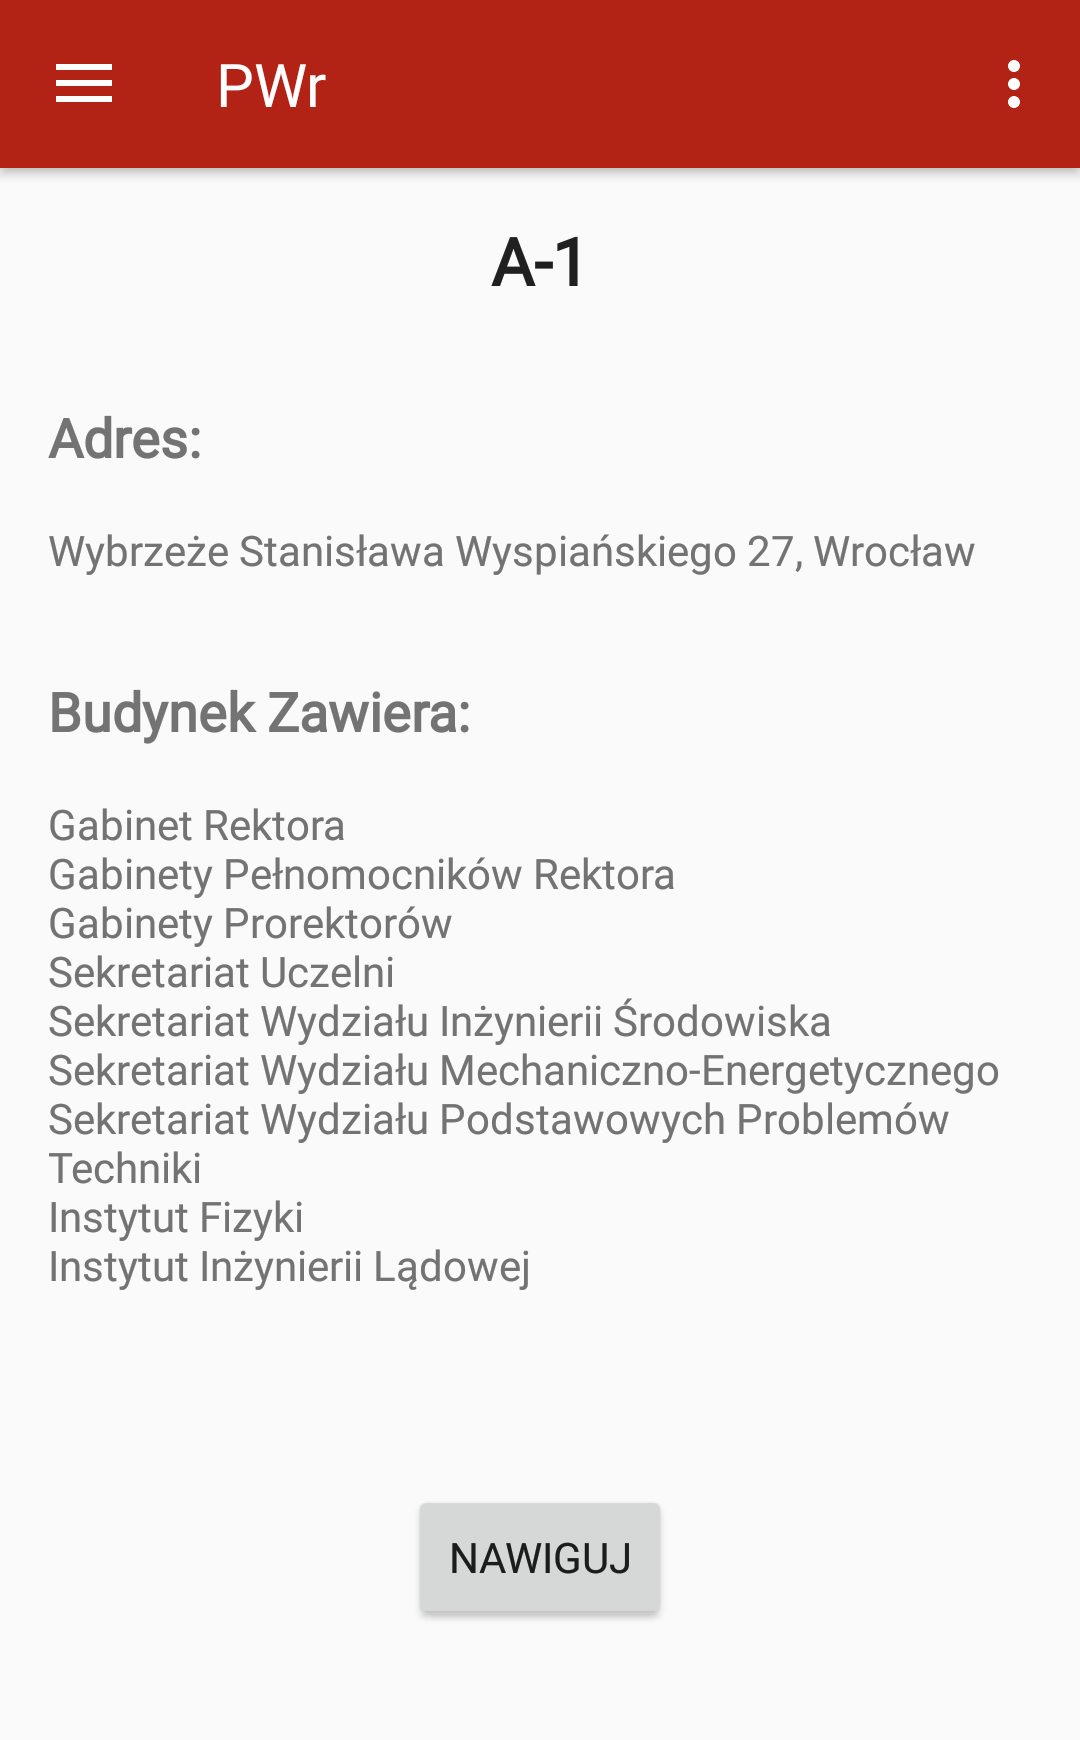 PWr
A-1
Adres:
Wybrzeże Stanisława Wyspiańskiego 27, Wrocław
Budynek Zawiera:
Gabinet Rektora
Gabinety Pełnomocników Rektora
Gabinety Prorektorów
Sekretariat Uczelni
Sekretariat Wydziału Inżynierii Środowiska
Sekretariat Wydziału Mechaniczno-Energetycznego
Sekretariat Wydziału Podstawowych Problemów
Techniki
Instytut Fizyki
Instytut Inżynierii Lądowej
NAWIGUJ